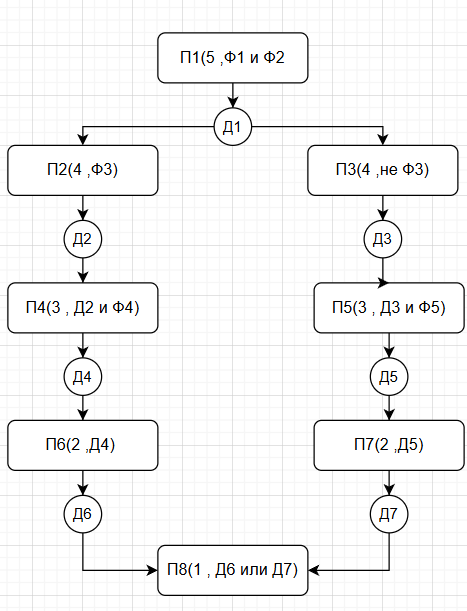 П1(5 ,Ф1 и Ф2
Д1
П2(4 ,Ф3)
П3(4 ,не Ф3)
Д2
Д3
П4(3 , Д2 и Ф4)
П5(3 , Д3 и Ф5)
Д4
Д5
П6(2 ,Д4)
П7(2 ,Д5)
Д6
Д7
П8(1 , Д6 или Д7)